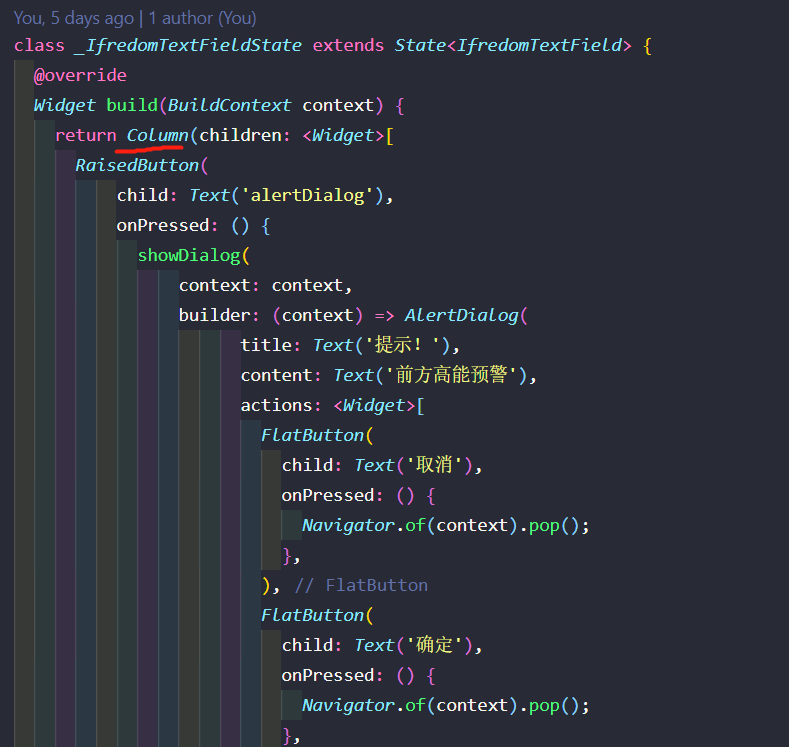 You, 5 days ago | 1 author (You)
class _IfredomTextFieldState extends State<IfredomTextField> {
@override
Widget build(BuildContext context) {
return Column(children: <Widget>[
RaisedButton(
child: Text('alertDialog'),
onPressed: () {
showDialog(
context: context,
builder: (context) => AlertDialog(
title: Text('提示！'),
content: Text('前方高能预警'),
actions: <Widget>[
FlatButton(
child: Text('取消'),
onPressed: () {
Navigator.of(context).pop();
},
), // FlatButton
FlatButton(
child: Text('确定'),
onPressed: () {
Navigator.of(context).pop();
},